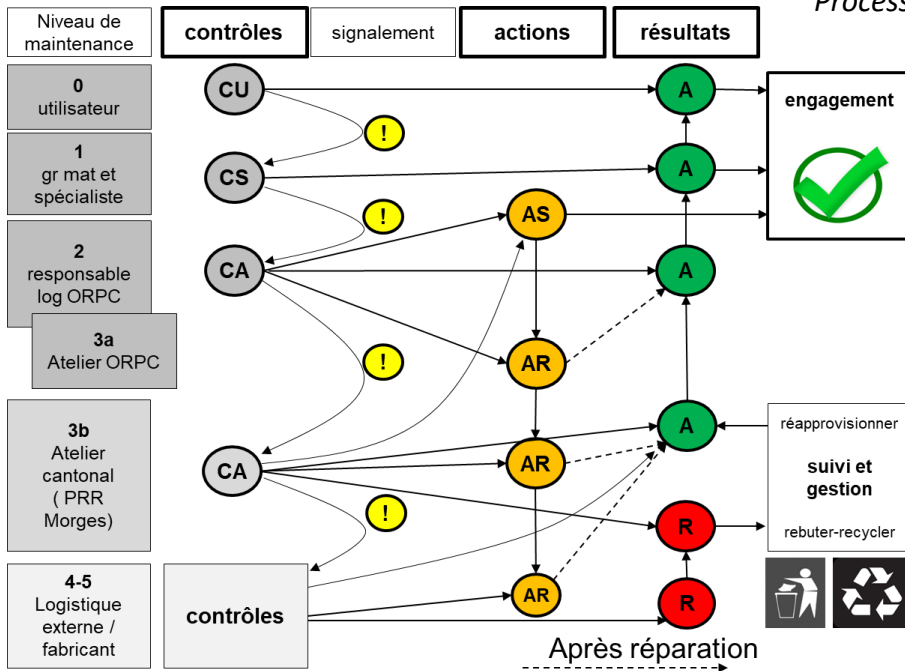 Process
Niveau de
maintenance
contrôles
signalement
actions
résultats
0
utilisateur
CU
A
engagement
!
1
gr mat et
spécialiste
CS
A
!
AS
2
responsable
log ORPC
CA
A
3a
Atelier ORPC
!
AR
3b
Atelier
cantonal
( PRR
Morges)
CA
AR
A
réapprovisionner
suivi et
gestion
rebuter-recycler
!
R
4-5
Logistique
externe /
fabricant
contrôles
AR
R
Après réparation